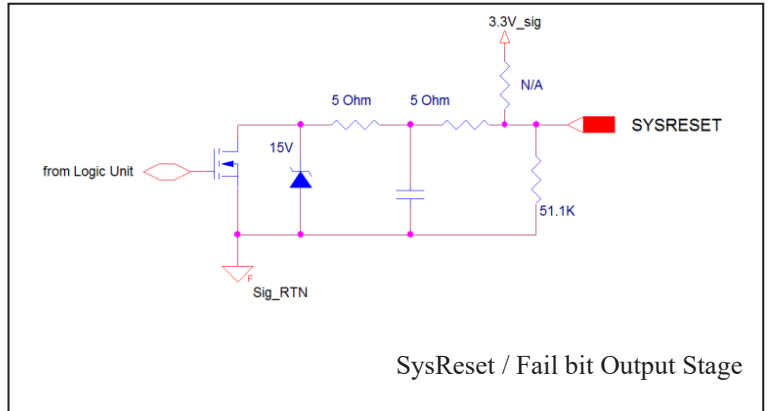 3.3V_sig
N/A
5 Ohm
5 Ohm
SYSRESET
15V
from Logic Unit
51.1K
F
Sig_RTN
SysReset / Fail bit Output Stage